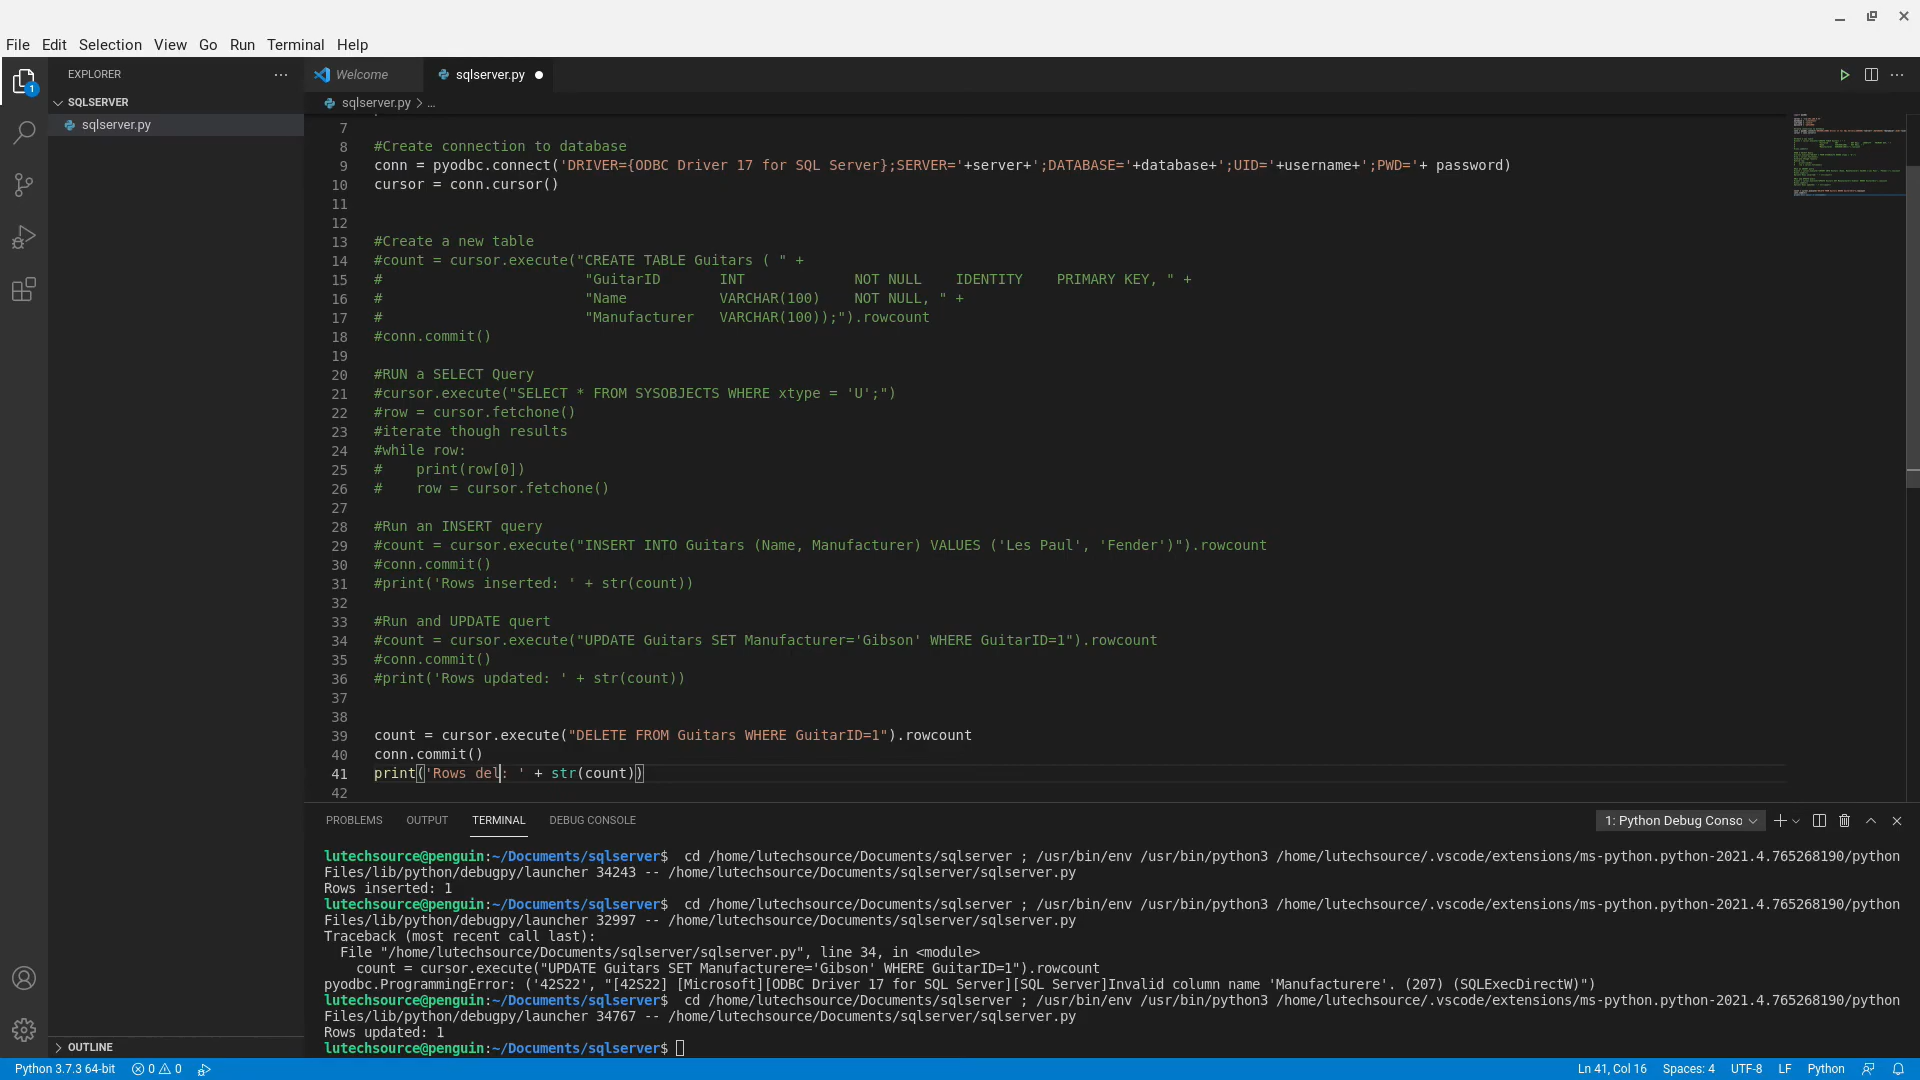 File Edit Selection View Go Run Terminal Help
EXPLORER
SQLSERVER
sqlserver.py
1
Welcome
sqlserver.py
sqlserver.py > ...
7
8 #Create connection to database
9 conn = pyodbc.connect('DRIVER={ODBC Driver 17 for SQL Server};SERVER='+server+';DATABASE='+database+';UID='+username+';PWD='+ password)
10 cursor = conn.cursor()
11
12
13 #Create a new table
14 #count = cursor.execute("CREATE TABLE Guitars ( " +
15 # "GuitarID INT NOT NULL IDENTITY PRIMARY KEY, " +
16 # "Name VARCHAR(100) NOT NULL, " +
17 # "Manufacturer VARCHAR(100));").rowcount
18 #conn.commit()
19
20 #RUN a SELECT Query
21 #cursor.execute("SELECT * FROM SYSOBJECTS WHERE xtype = 'U';")
22 #row = cursor.fetchone()
23 #iterate though results
24 #while row:
25 # print(row[0])
26 # row = cursor.fetchone()
27
28 #Run an INSERT query
29 #count = cursor.execute("INSERT INTO Guitars (Name, Manufacturer) VALUES ('Les Paul', 'Fender')").rowcount
30 #conn.commit()
31 #print('Rows inserted: ' + str(count))
32
33 #Run and UPDATE quert
34 #count = cursor.execute("UPDATE Guitars SET Manufacturer='Gibson' WHERE GuitarID=1").rowcount
35 #conn.commit()
36 #print('Rows updated: ' + str(count))
37
38
39 count = cursor.execute("DELETE FROM Guitars WHERE GuitarID=1").rowcount
40 conn.commit()
41 print('Rows del: ' + str(count))
42
PROBLEMS OUTPUT TERMINAL DEBUG CONSOLE
1: Python Debug Consc
lutechsource@penguin:~/Documents/sqlserver$ cd /home/lutechsource/Documents/sqlserver ; /usr/bin/env /usr/bin/python3 /home/lutechsource/.vscode/extensions/ms-python.python-2021.4.765268190/python
Files/lib/python/debugpy/launcher 34243 -- /home/lutechsource/Documents/sqlserver/sqlserver.py
Rows inserted: 1
lutechsource@penguin:~/Documents/sqlserver$ cd /home/lutechsource/Documents/sqlserver ; /usr/bin/env /usr/bin/python3 /home/lutechsource/.vscode/extensions/ms-python.python-2021.4.765268190/python
Files/lib/python/debugpy/launcher 32997 -- /home/lutechsource/Documents/sqlserver/sqlserver.py
Traceback (most recent call last):
File "/home/lutechsource/Documents/sqlserver/sqlserver.py", line 34, in <module>
count = cursor.execute("UPDATE Guitars SET Manufacturere='Gibson' WHERE GuitarID=1").rowcount
pyodbc.ProgrammingError: ('42S22', "[42S22] [Microsoft][ODBC Driver 17 for SQL Server][SQL Server]Invalid column name 'Manufacturere'. (207) (SQLExecDirectW)")
lutechsource@penguin:~/Documents/sqlserver$ cd /home/lutechsource/Documents/sqlserver ; /usr/bin/env /usr/bin/python3 /home/lutechsource/.vscode/extensions/ms-python.python-2021.4.765268190/python
Files/lib/python/debugpy/launcher 34767 -- /home/lutechsource/Documents/sqlserver/sqlserver.py
Rows updated: 1
lutechsource@penguin:~/Documents/sqlserver$
OUTLINE
Python 3.7.3 64-bit 0 0 Ln 41, Col 16 Spaces: 4 UTF-8 LF Python